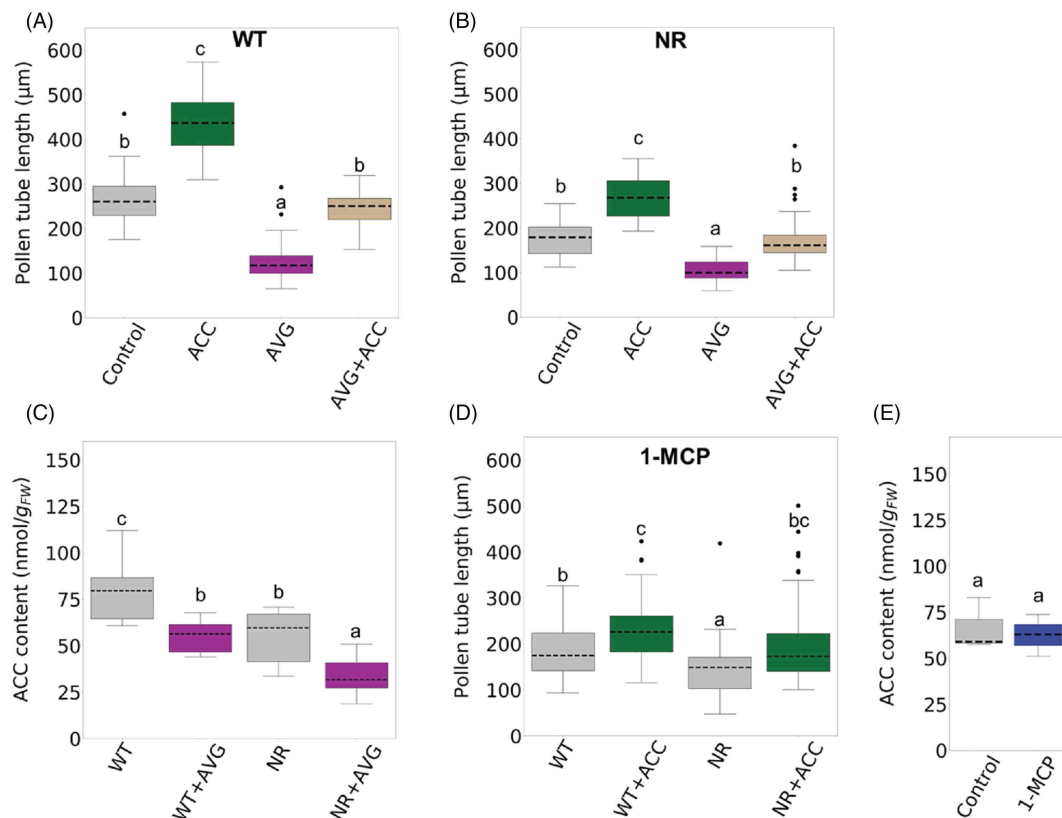 (A)
WT
Pollen tube length (µm)
600
500
400
300
200
100
0
b
c
a
b
Control
ACC
AVG
AVG+ACC
(B)
NR
Pollen tube length (µm)
600
500
400
300
200
100
0
b
c
a
b
Control
ACC
AVG
AVG+ACC
(C)
ACC content (nmol/gFW)
150
125
100
75
50
25
0
c
b
b
a
WT
WT+AVG
NR
NR+AVG
(D)
1-MCP
Pollen tube length (µm)
600
500
400
300
200
100
0
b
c
a
bc
WT
WT+ACC
NR
NR+ACC
(E)
ACC content (nmol/gFW)
150
125
100
75
50
25
0
a
a
Control
1-MCP